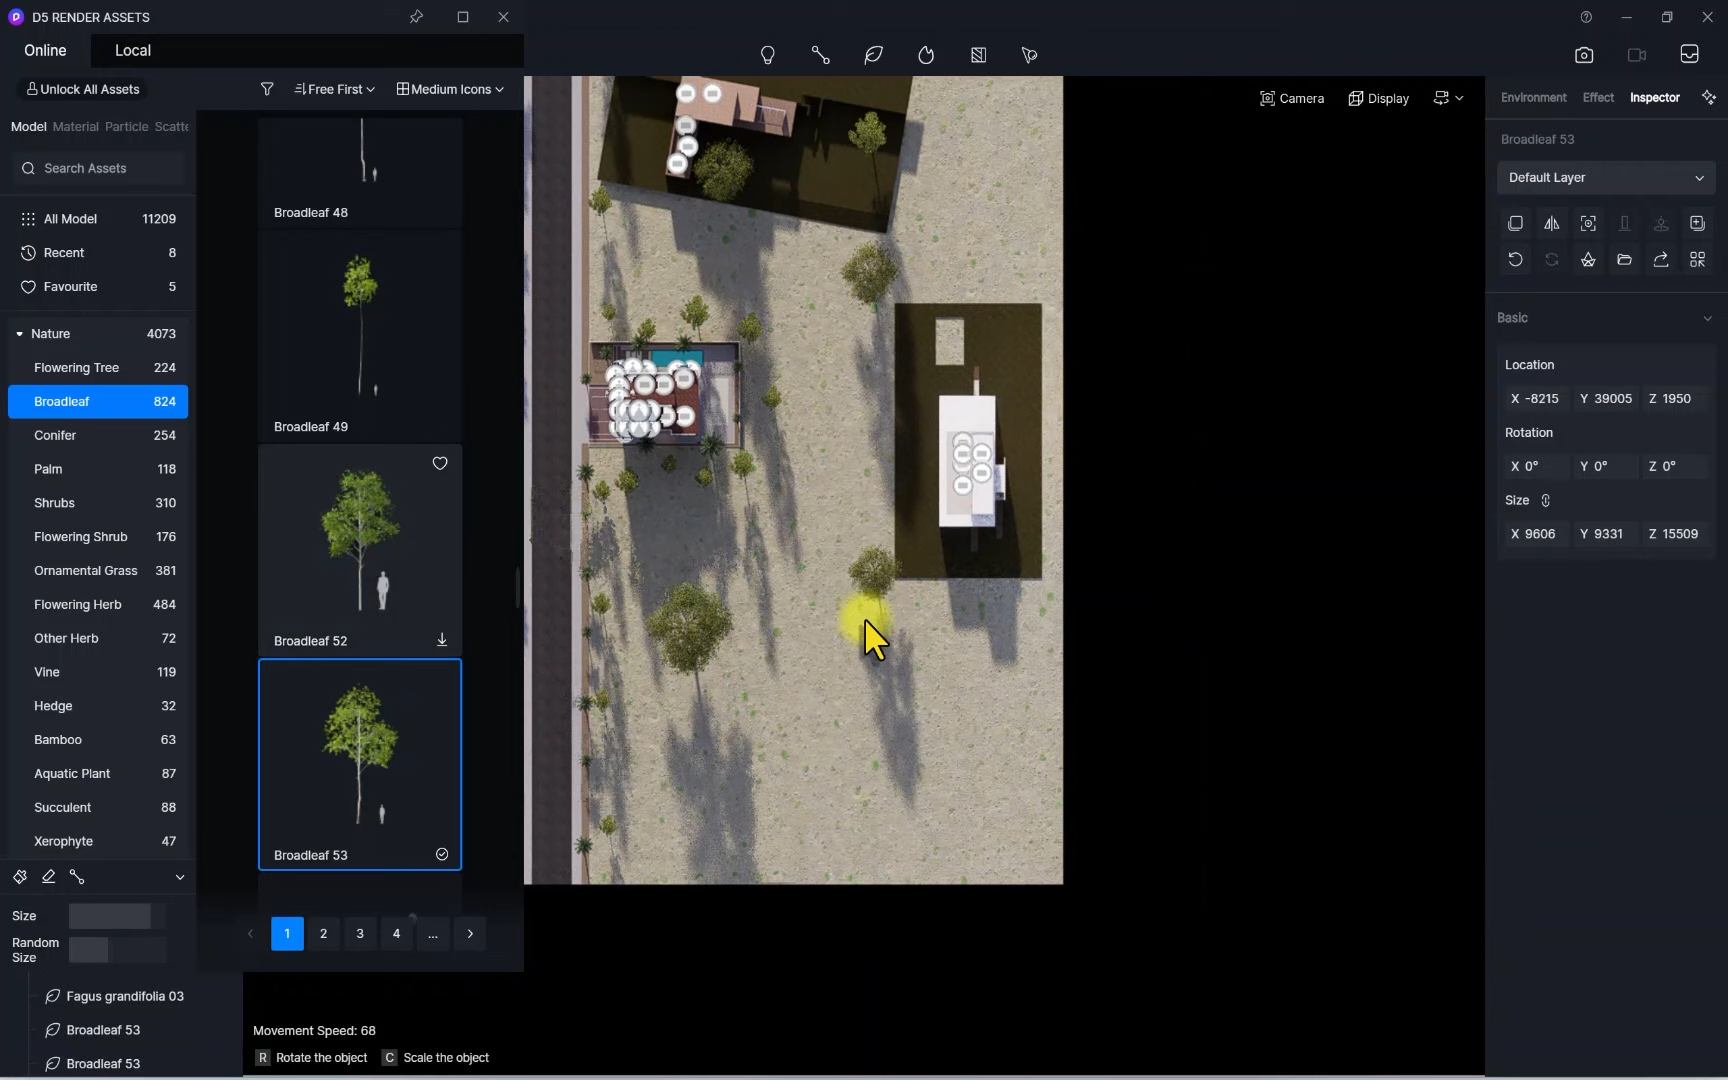 D5 RENDER ASSETS
Online
Local
Unlock All Assets
Free First
Medium Icons
Model Material Particle Scatte
Search Assets
All Model 11209
Recent 8
Favourite 5
Nature 4073
Flowering Tree 224
Broadleaf 824
Conifer 254
Palm 118
Shrubs 310
Flowering Shrub 176
Ornamental Grass 381
Flowering Herb 484
Other Herb 72
Vine 119
Hedge 32
Bamboo 63
Aquatic Plant 87
Succulent 88
Xerophyte 47
Size
Random
Size
Fagus grandifolia 03
Broadleaf 53
Broadleaf 53
Broadleaf 48
Broadleaf 49
Broadleaf 52
Broadleaf 53
1 2 3 4 ...
Movement Speed: 68
R Rotate the object C Scale the object
Camera
Display
Environment Effect Inspector
Broadleaf 53
Default Layer
Basic
Location
X -8215 Y 39005 Z 1950
Rotation
X 0° Y 0° Z 0°
Size
X 9606 Y 9331 Z 15509